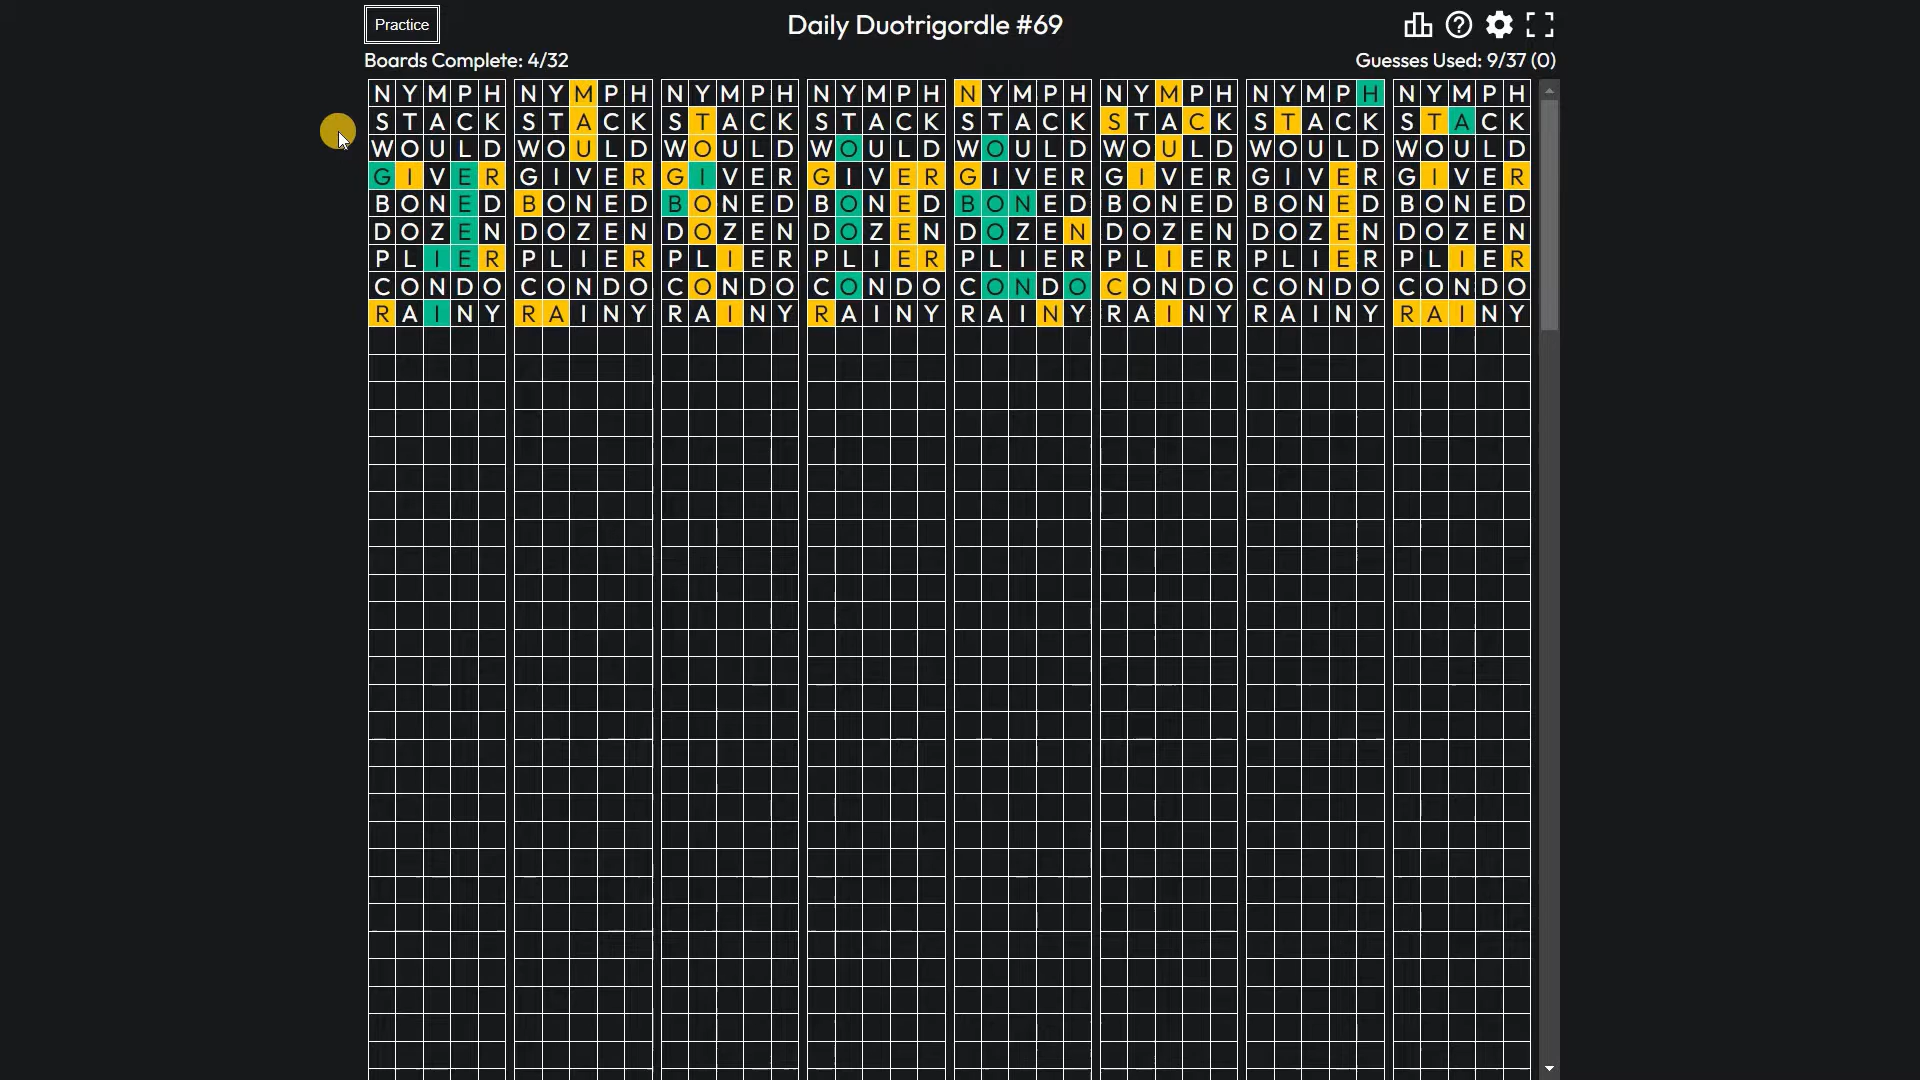 Practice
Daily Duotrigordle #69
Boards Complete: 4/32
Guesses Used: 9/37 (0)
NYMPH NYMPH NYMPH NYMPH NYMPH NYMPH NYMPH NYMPH
STACK STACK STACK STACK STACK STACK STACK STACK
WOULD WOULD WOULD WOULD WOULD WOULD WOULD WOULD
GIVER GIVER GIVER GIVER GIVER GIVER GIVER GIVER
BONED BONED BONED BONED BONED BONED BONED BONED
DOZEN DOZEN DOZEN DOZEN DOZEN DOZEN DOZEN DOZEN
PLIER PLIER PLIER PLIER PLIER PLIER PLIER PLIER
CONDO CONDO CONDO CONDO CONDO CONDO CONDO CONDO
RAINY RAINY RAINY RAINY RAINY RAINY RAINY RAINY